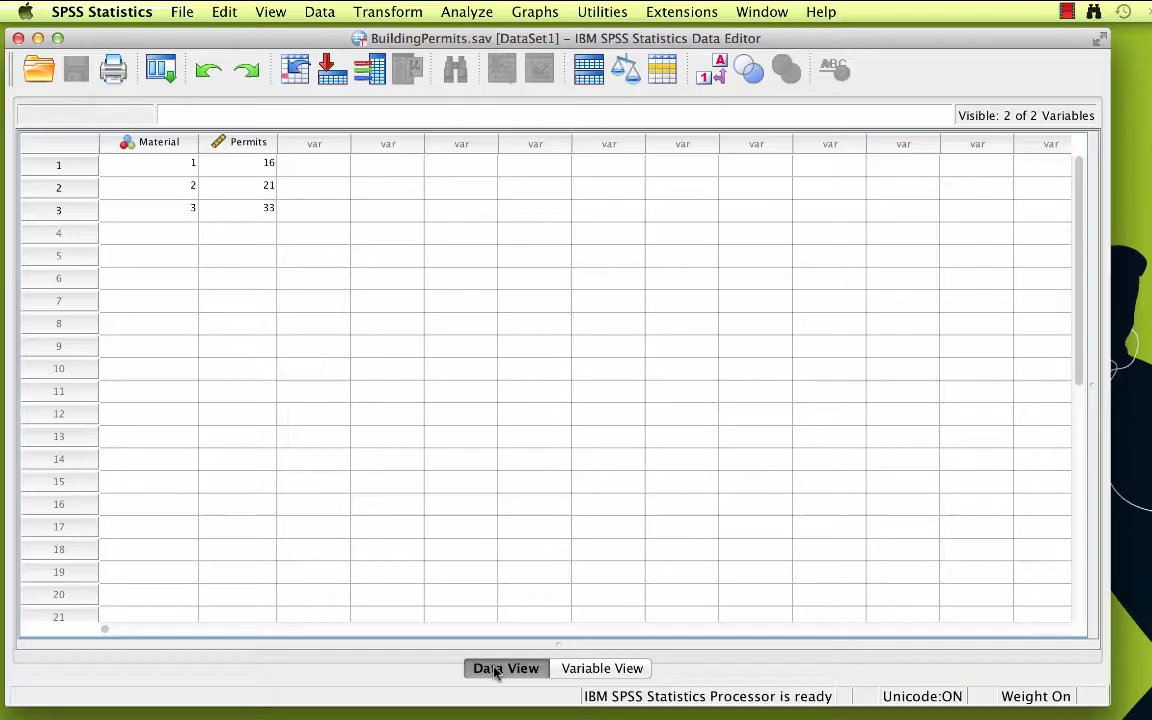 SPSS Statistics File Edit View Data Transform Analyze Graphs Utilities Extensions Window Help
BuildingPermits.sav [DataSet1] – IBM SPSS Statistics Data Editor
1 A
ABC
Visible: 2 of 2 Variables
Material Permits var var var var var var var var var var var
1 1 16
2 2 21
3 3 33
4
5
6
7
8
9
10
11
12
13
14
15
16
17
18
19
20
21
Data View Variable View
IBM SPSS Statistics Processor is ready Unicode:ON Weight On